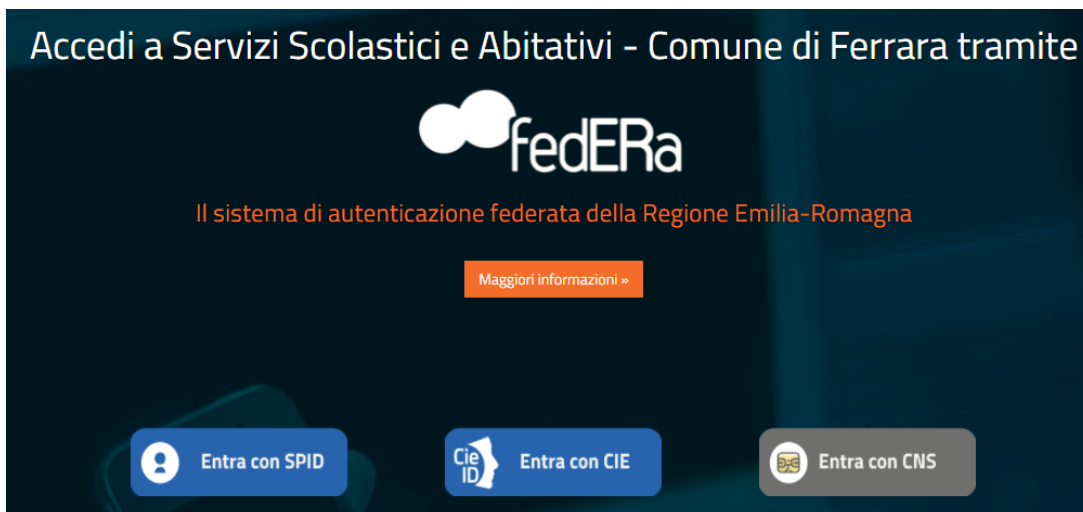 Accedi a Servizi Scolastici e Abitativi - Comune di Ferrara tramite
fedERa
Il sistema di autenticazione federata della Regione Emilia-Romagna
Maggiori informazioni »
Entra con SPID
Cie
ID
Entra con CIE
Entra con CNS